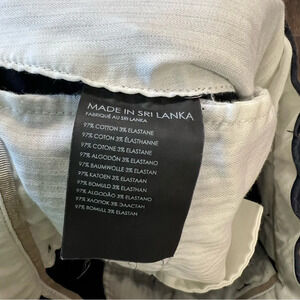 MADE IN SRI LANKA
FABRIQUÉ AU SRI LANKA
97% COTTON 3% ELASTANE
97% COTON 3% ÉLASTHANNE
97% COTONE 3% ELASTANE
97% ALGODÓN 3% ELASTANO
97% BAUMWOLLE 3% ELASTAN
97% KATOEN 3% ELASTAAN
97% BOMULD 3% ELASTHAN
97% ALGODÃO 3% ELASTANO
97% ХЛОПОК 3% ЭЛАСТАН
97% BOMULL 3% ELASTAN